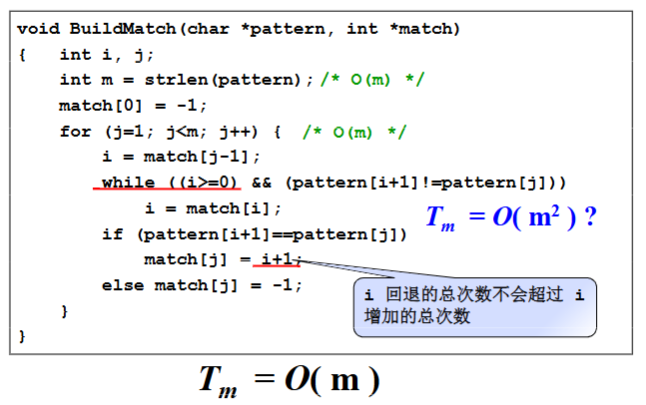 void BuildMatch(char *pattern, int *match)
{   int i, j;
    int m = strlen(pattern); /* O(m) */
    match[0] = -1;
    for (j=1; j<m; j++) {  /* O(m) */
        i = match[j-1];
        while ((i>=0) && (pattern[i+1]!=pattern[j]))
            i = match[i];
T_m = O( m² ) ?
        if (pattern[i+1]==pattern[j])
            match[j] = i+1;
        else match[j] = -1;
i 回退的总次数不会超过 i
增加的总次数
    }
}
T_m = O( m )